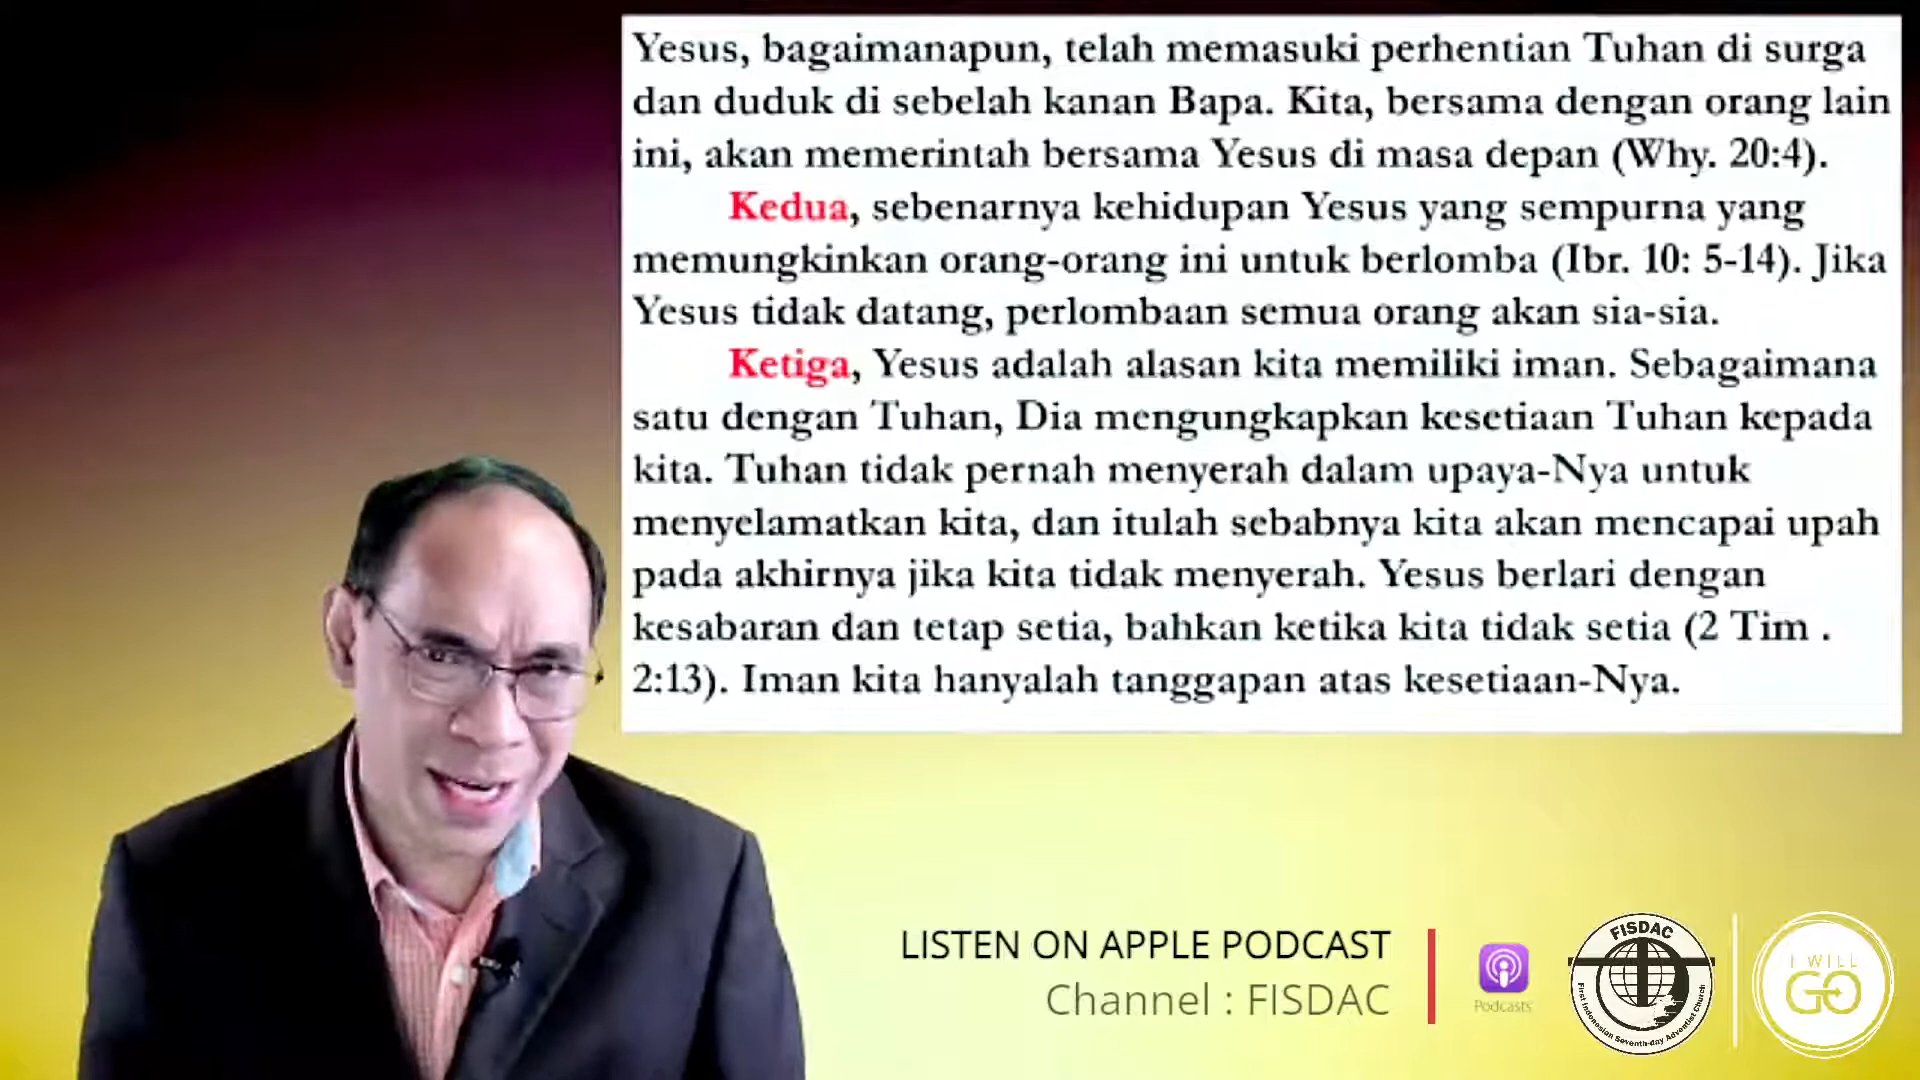 Yesus, bagaimanapun, telah memasuki perhentian Tuhan di surga
dan duduk di sebelah kanan Bapa. Kita, bersama dengan orang lain
ini, akan memerintah bersama Yesus di masa depan (Why. 20:4).
Kedua, sebenarnya kehidupan Yesus yang sempurna yang
memungkinkan orang-orang ini untuk berlomba (Ibr. 10: 5-14). Jika
Yesus tidak datang, perlombaan semua orang akan sia-sia.
Ketiga, Yesus adalah alasan kita memiliki iman. Sebagaimana
satu dengan Tuhan, Dia mengungkapkan kesetiaan Tuhan kepada
kita. Tuhan tidak pernah menyerah dalam upaya-Nya untuk
menyelamatkan kita, dan itulah sebabnya kita akan mencapai upah
pada akhirnya jika kita tidak menyerah. Yesus berlari dengan
kesabaran dan tetap setia, bahkan ketika kita tidak setia (2 Tim .
2:13). Iman kita hanyalah tanggapan atas kesetiaan-Nya.
LISTEN ON APPLE PODCAST
Channel : FISDAC
Podcasts
FISDAC
First Indonesian Seventh-day Adventist Church
I WILL
GO